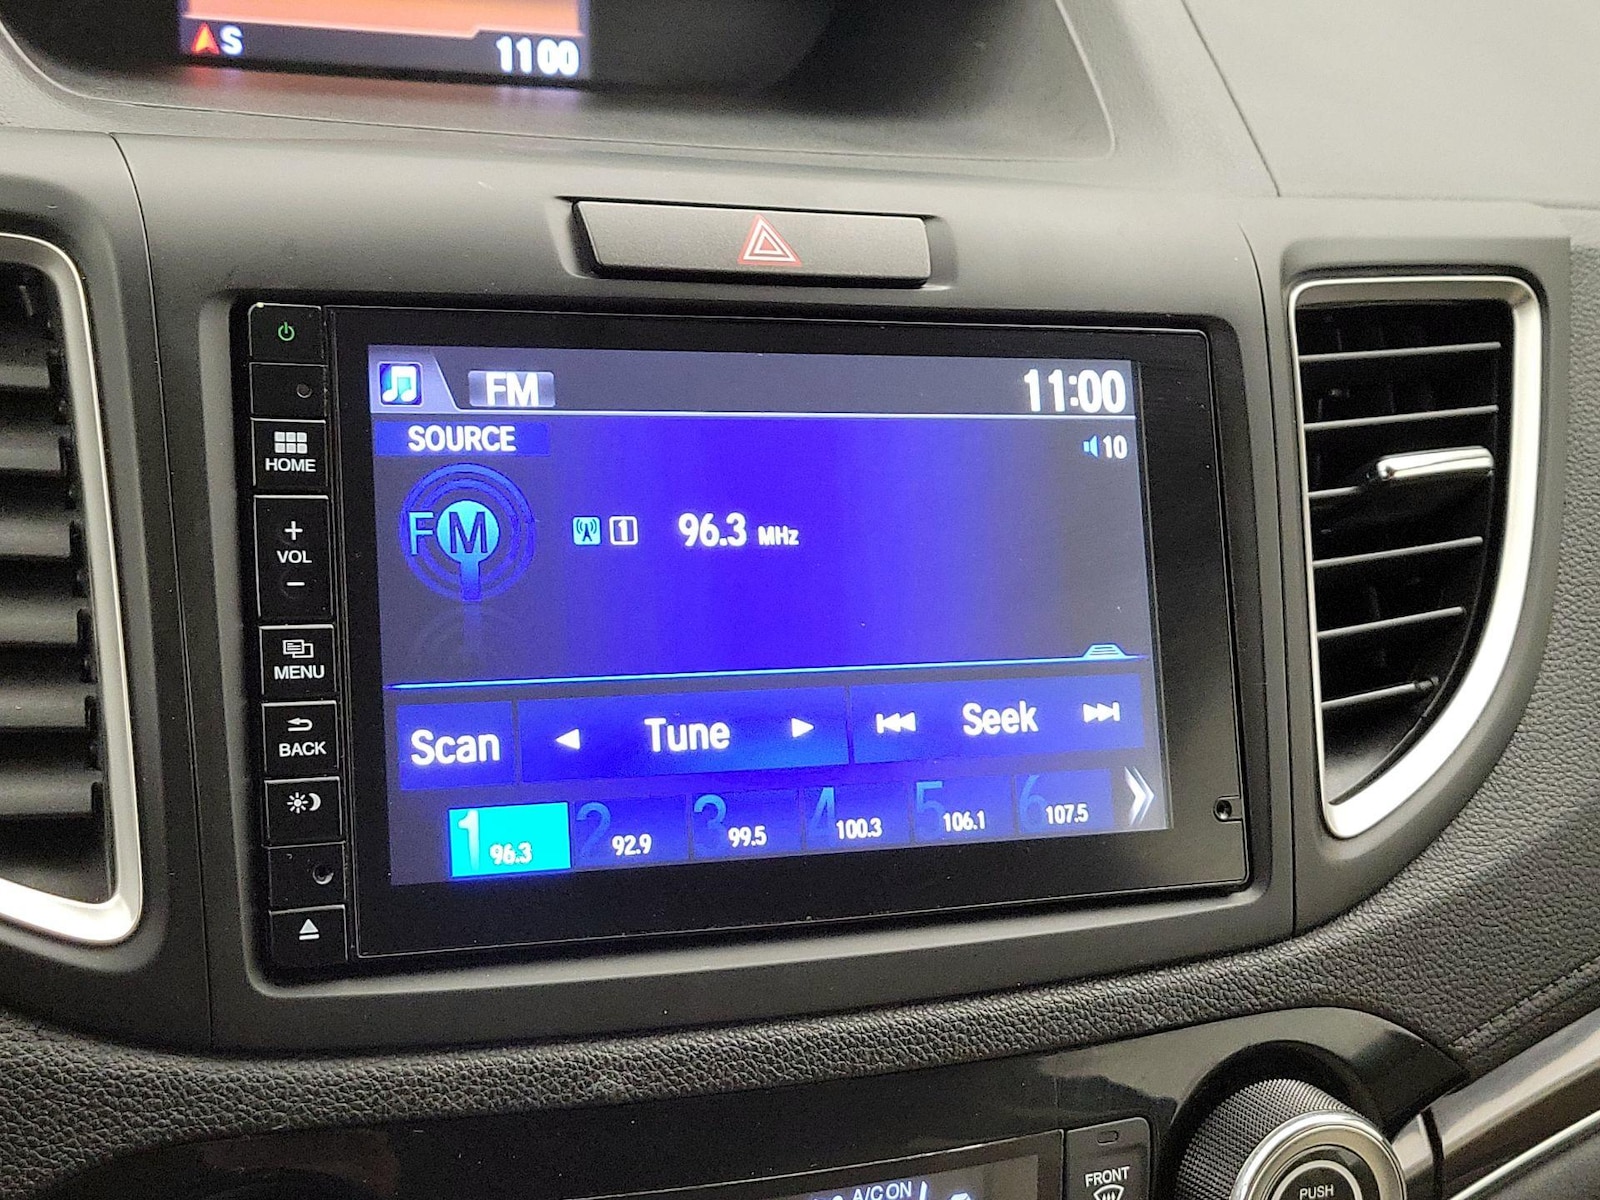 S 1100
FM 11:00
SOURCE
10
HOME
FM 1 96.3 MHz
+
VOL
-
MENU
Scan Tune Seek
BACK
1 96.3 2 92.9 3 99.5 4 100.3 5 106.1 6 107.5
A/C ON
FRONT
PUSH